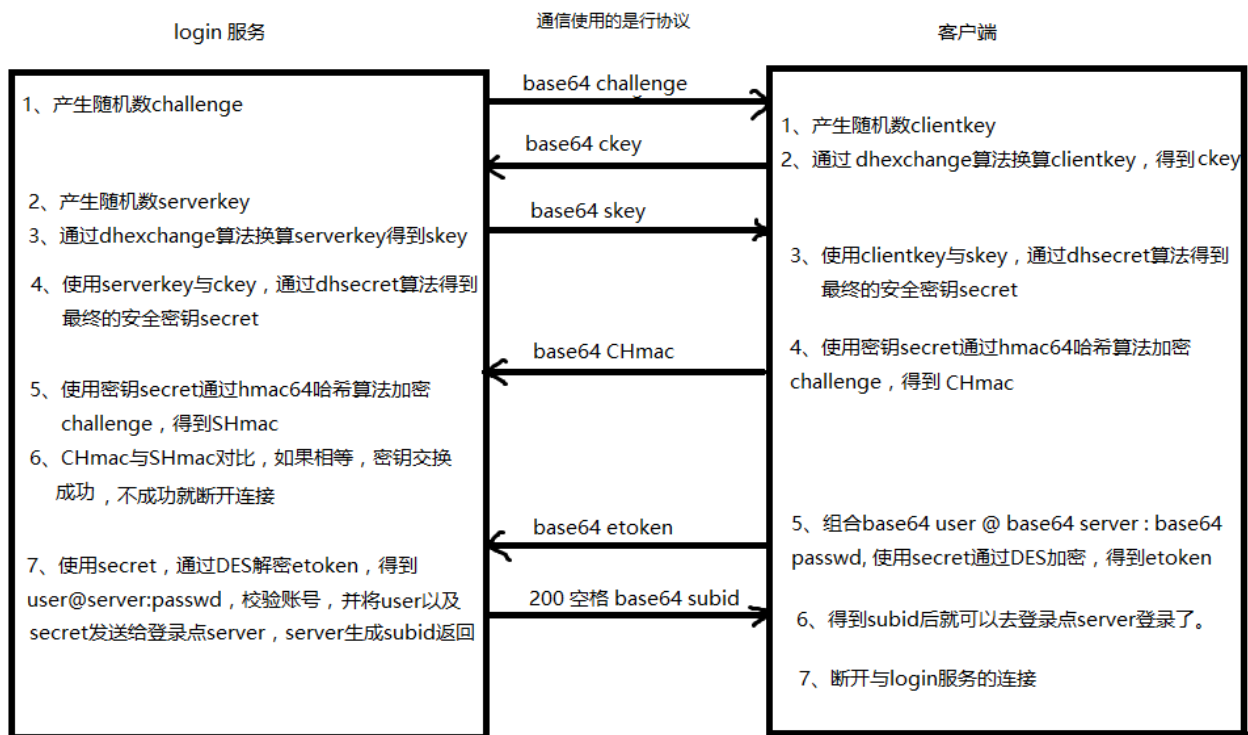 通信使用的是行协议
login 服务
客户端
1、产生随机数challenge
2、产生随机数serverkey
3、通过dhexchange算法换算serverkey得到skey
4、使用serverkey与ckey，通过dhsecret算法得到
最终的安全密钥secret
5、使用密钥secret通过hmac64哈希算法加密
challenge，得到SHmac
6、CHmac与SHmac对比，如果相等，密钥交换
成功，不成功就断开连接
7、使用secret，通过DES解密etoken，得到
user@server:passwd，校验账号，并将user以及
secret发送给登录点server，server生成subid返回
base64 challenge
base64 ckey
base64 skey
base64 CHmac
base64 etoken
200 空格 base64 subid
1、产生随机数clientkey
2、通过 dhexchange算法换算clientkey，得到 ckey
3、使用clientkey与skey，通过dhsecret算法得到
最终的安全密钥secret
4、使用密钥secret通过hmac64哈希算法加密
challenge，得到 CHmac
5、组合base64 user @ base64 server : base64
passwd, 使用secret通过DES加密，得到etoken
6、得到subid后就可以去登录点server登录了。
7、断开与login服务的连接